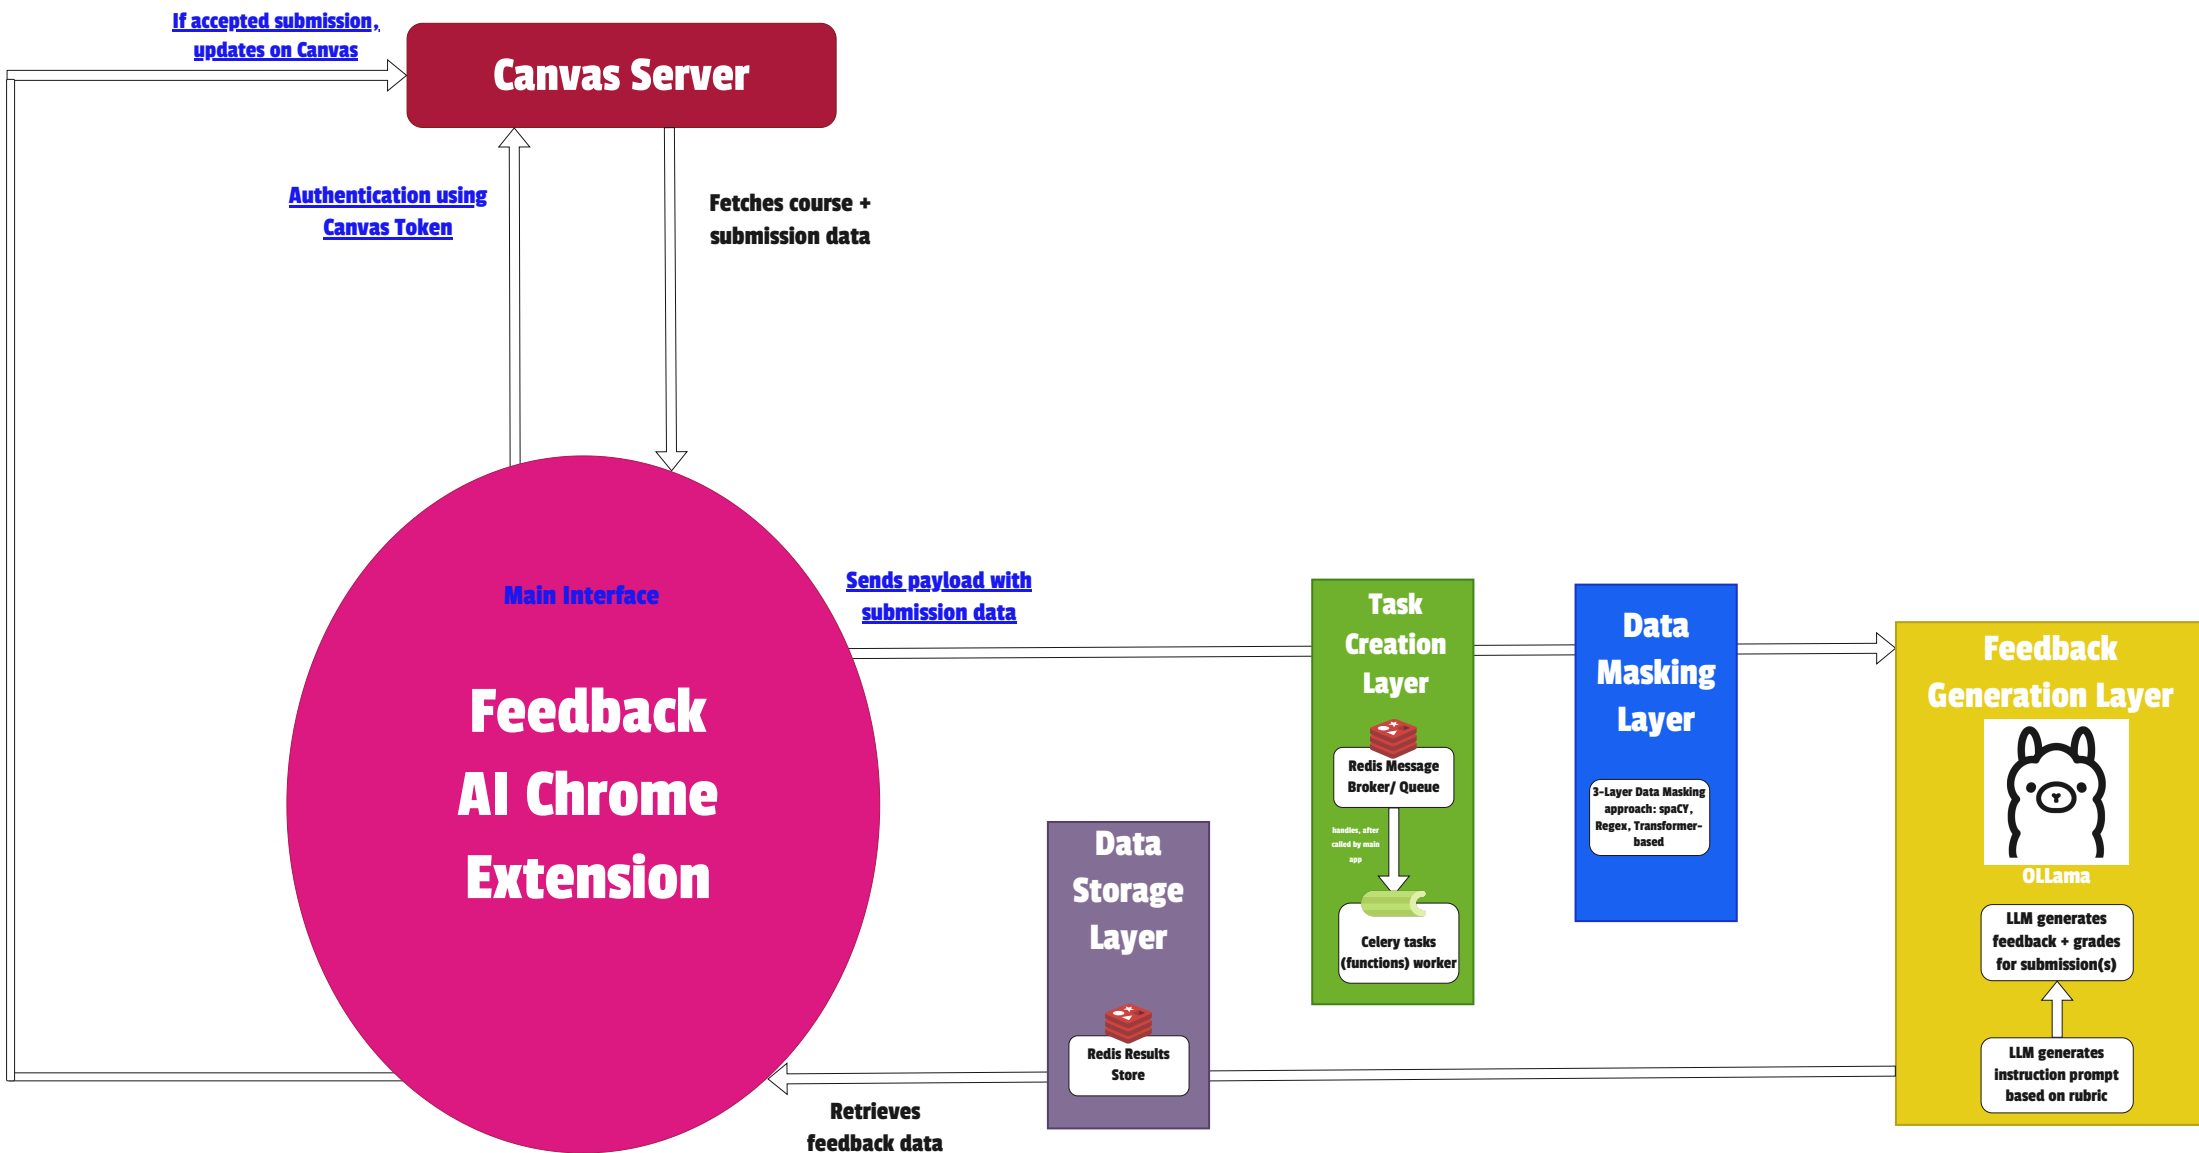 If accepted submission,
updates on Canvas
Canvas Server
Authentication using
Canvas Token
Fetches course +
submission data
Main Interface
Feedback
AI Chrome
Extension
Sends payload with
submission data
Task
Creation
Layer
Redis Message
Broker/ Queue
handles, after
called by main
app
Celery tasks
(functions) worker
Data
Masking
Layer
3-Layer Data Masking
approach: spaCY,
Regex, Transformer-
based
Feedback
Generation Layer
OLLama
LLM generates
feedback + grades
for submission(s)
LLM generates
instruction prompt
based on rubric
Data
Storage
Layer
Redis Results
Store
Retrieves
feedback data